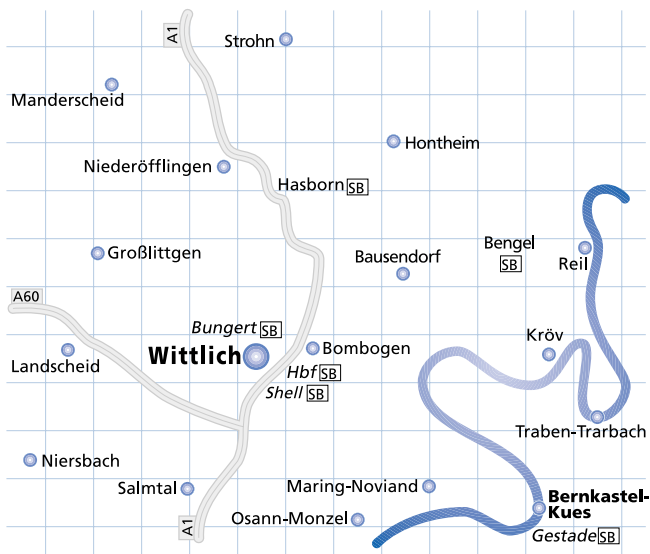 A1
Strohn
Manderscheid
Hontheim
Niederöfflingen
Hasborn SB
Großlittgen
Bausendorf
Bengel
SB
Reil
A60
Bungert SB
Wittlich
Bombogen
Kröv
Landscheid
Hbf SB
Shell SB
Traben-Trarbach
Niersbach
Salmtal
Maring-Noviand
Bernkastel-
Kues
Osann-Monzel
A1
Gestade SB